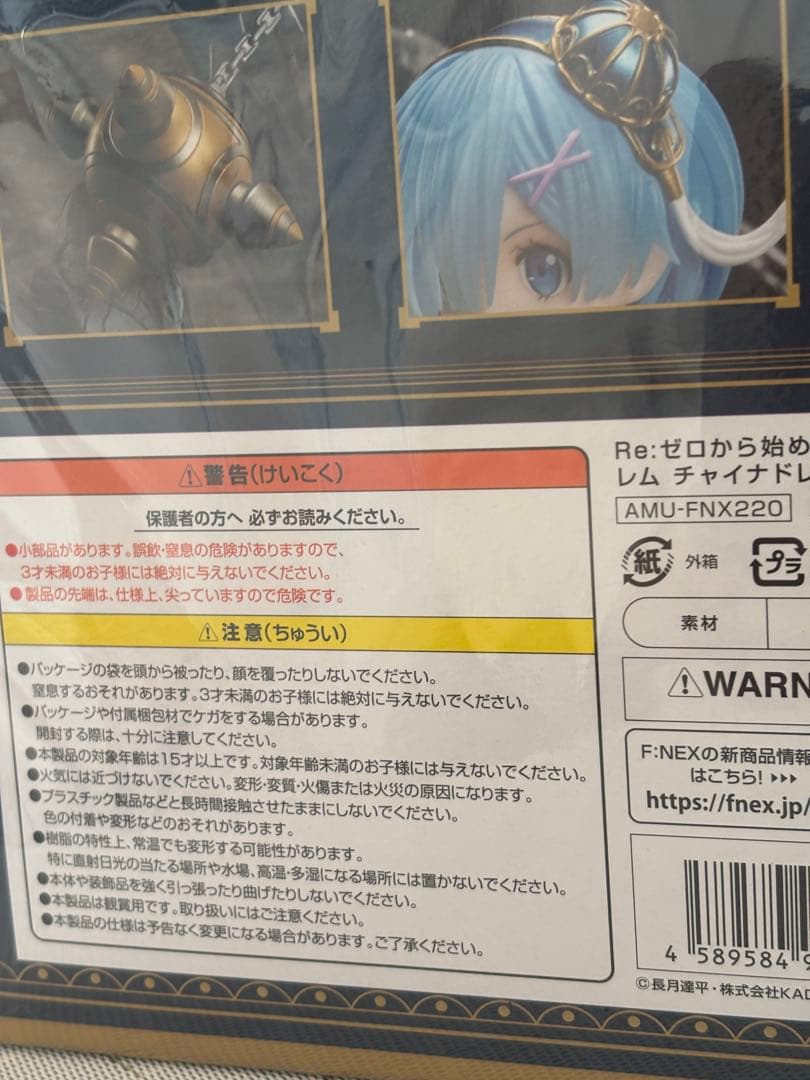 ⚠警告(けいこく)
保護者の方へ 必ずお読みください。
●小部品があります。誤飲・窒息の危険がありますので、
3才未満のお子様には絶対に与えないでください。
●製品の先端は、仕様上、尖っていますので危険です。
⚠注意(ちゅうい)
●パッケージの袋を頭から被ったり、顔を覆ったりしないでください。
窒息するおそれがあります。3才未満のお子様には絶対に与えないでください。
●パッケージや付属梱包材でケガをする場合があります。
開封する際は、十分に注意してください。
●本製品の対象年齢は15才以上です。対象年齢未満のお子様には与えないでください。
●火気には近づけないでください。変形・変質・火傷または火災の原因になります。
●プラスチック製品などと長時間接触させたままにしないでください。
色の付着や変形などのおそれがあります。
●樹脂の特性上、常温でも変形する可能性があります。
特に直射日光の当たる場所や水場、高温・多湿になる場所には置かないでください。
●本体や装飾品を強く引っ張ったり曲げたりしないでください。
●本製品は観賞用です。取り扱いにはご注意ください。
●本製品の仕様は予告なく変更になる場合があります。ご了承ください。
Re:ゼロから始め
レム チャイナドレ
AMU-FNX220
紙 外箱 プラ
素材
⚠WARN
F:NEXの新商品情報
はこちら!▸▸▸
https://fnex.jp/
4 589584 9
©長月達平・株式会社KAD